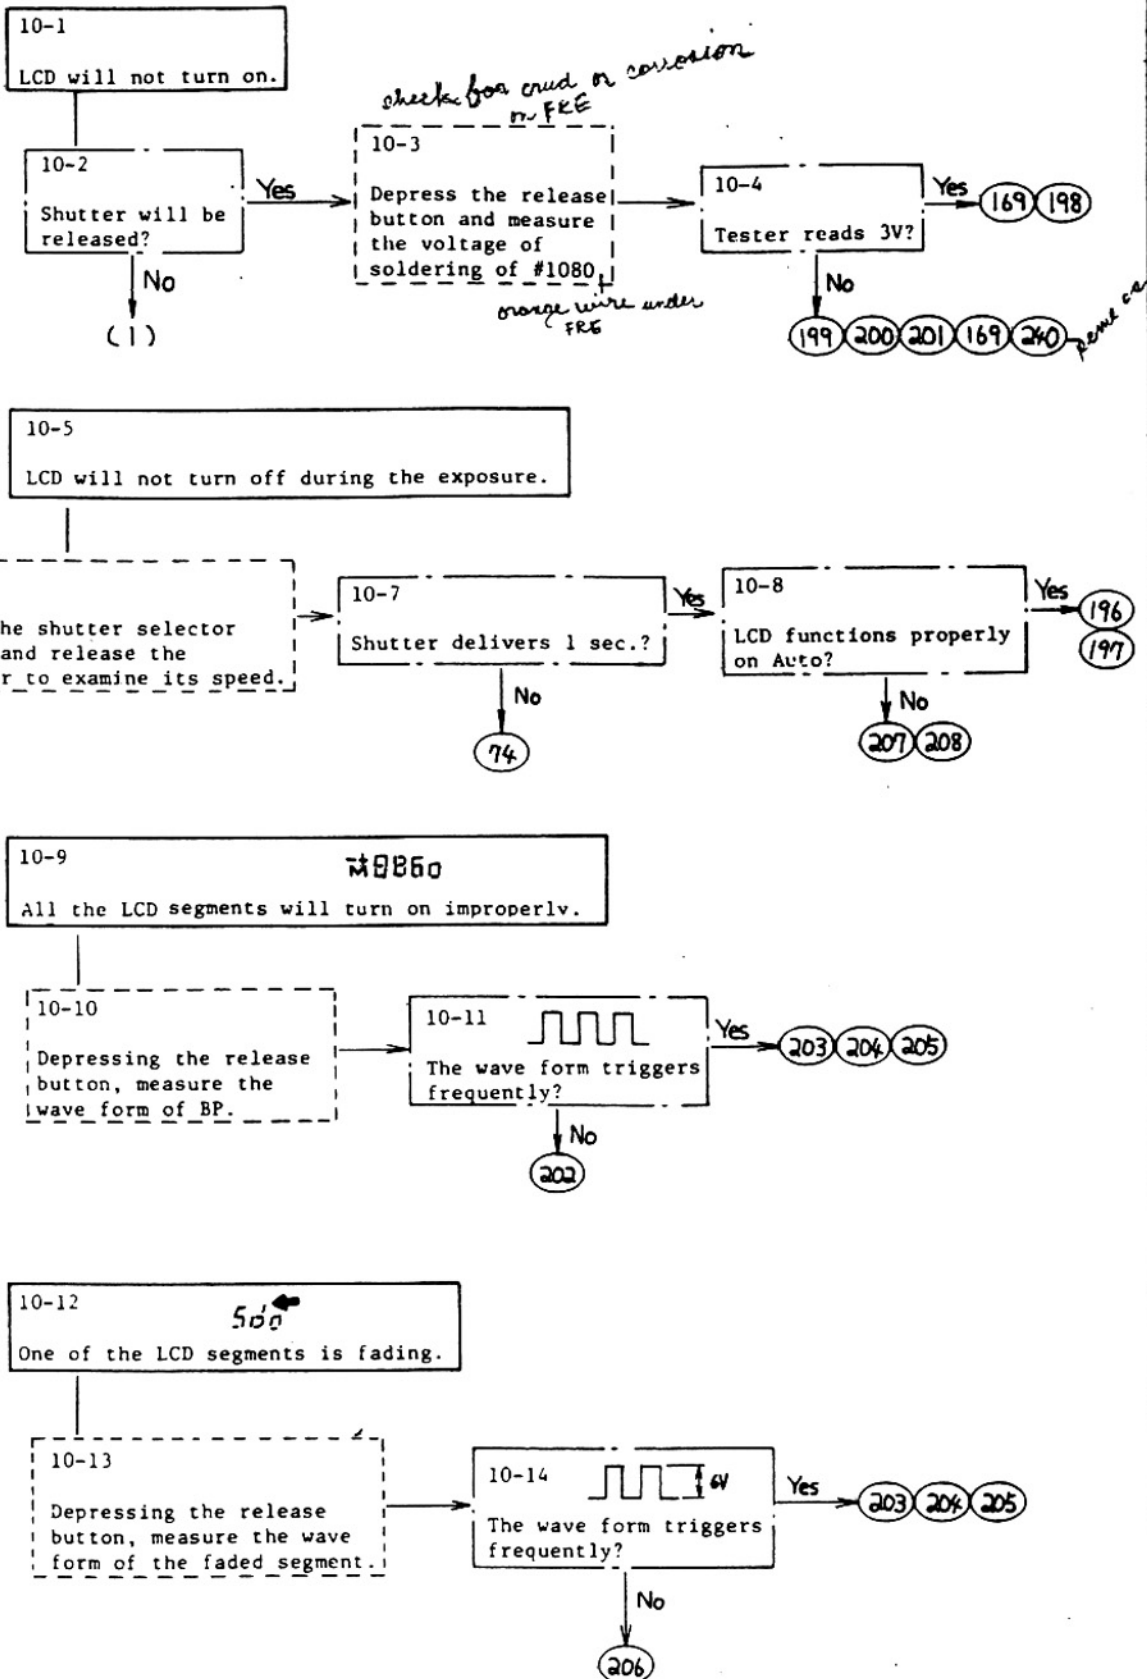 10-1
LCD will not turn on.
check for crud or corrosion
on FRE
10-2
Shutter will be
released?
Yes
No
(1)
10-3
Depress the release
button and measure
the voltage of
soldering of #1080
orange wire under
FRE
10-4
Tester reads 3V?
Yes
169 198
No
199 200 201 169 240
10-5
LCD will not turn off during the exposure.
he shutter selector
and release the
r to examine its speed.
10-7
Shutter delivers 1 sec.?
Yes
No
74
10-8
LCD functions properly
on Auto?
Yes
196
197
No
207 208
10-9
All the LCD segments will turn on improperly.
10-10
Depressing the release
button, measure the
wave form of BP.
10-11
The wave form triggers
frequently?
Yes
203 204 205
No
202
10-12
500
One of the LCD segments is fading.
10-13
Depressing the release
button, measure the wave
form of the faded segment.
10-14
6V
The wave form triggers
frequently?
Yes
203 204 205
No
206